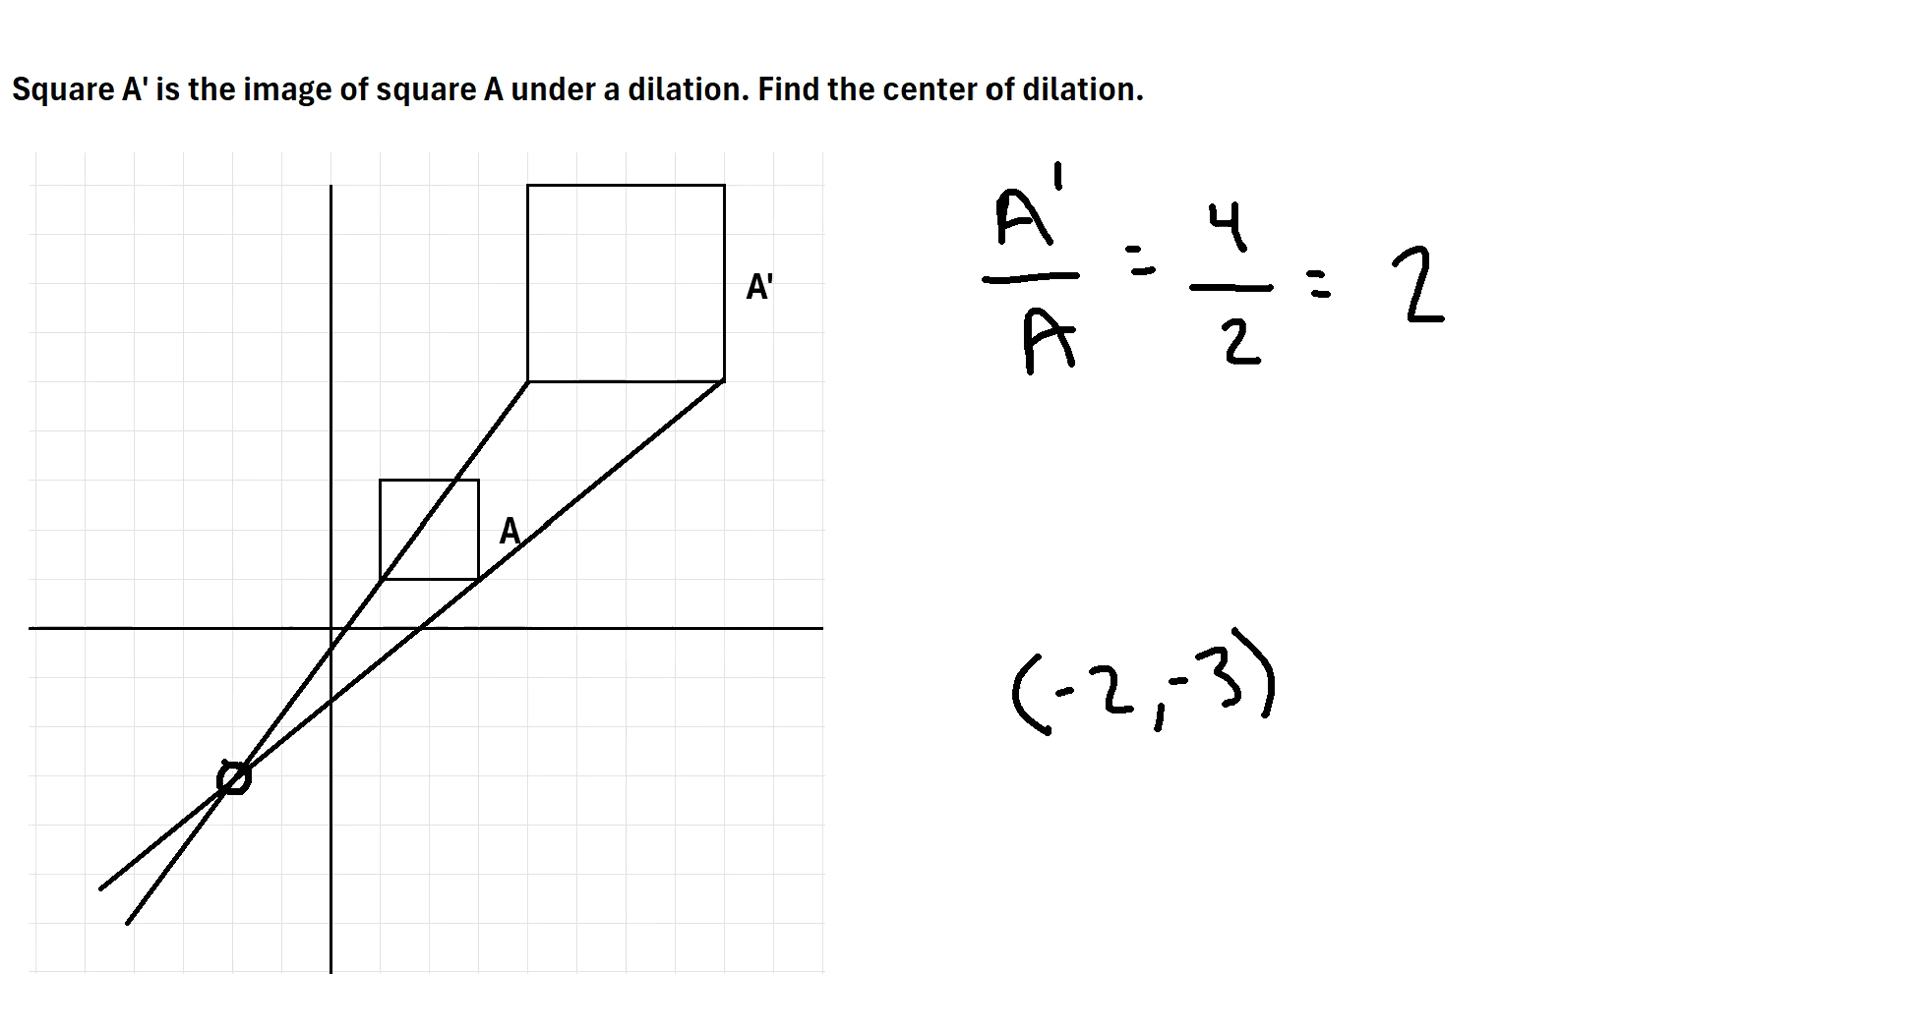 Square A' is the image of square A under a dilation. Find the center of dilation.
A'
A
A'/A = 4/2 = 2
(-2,-3)